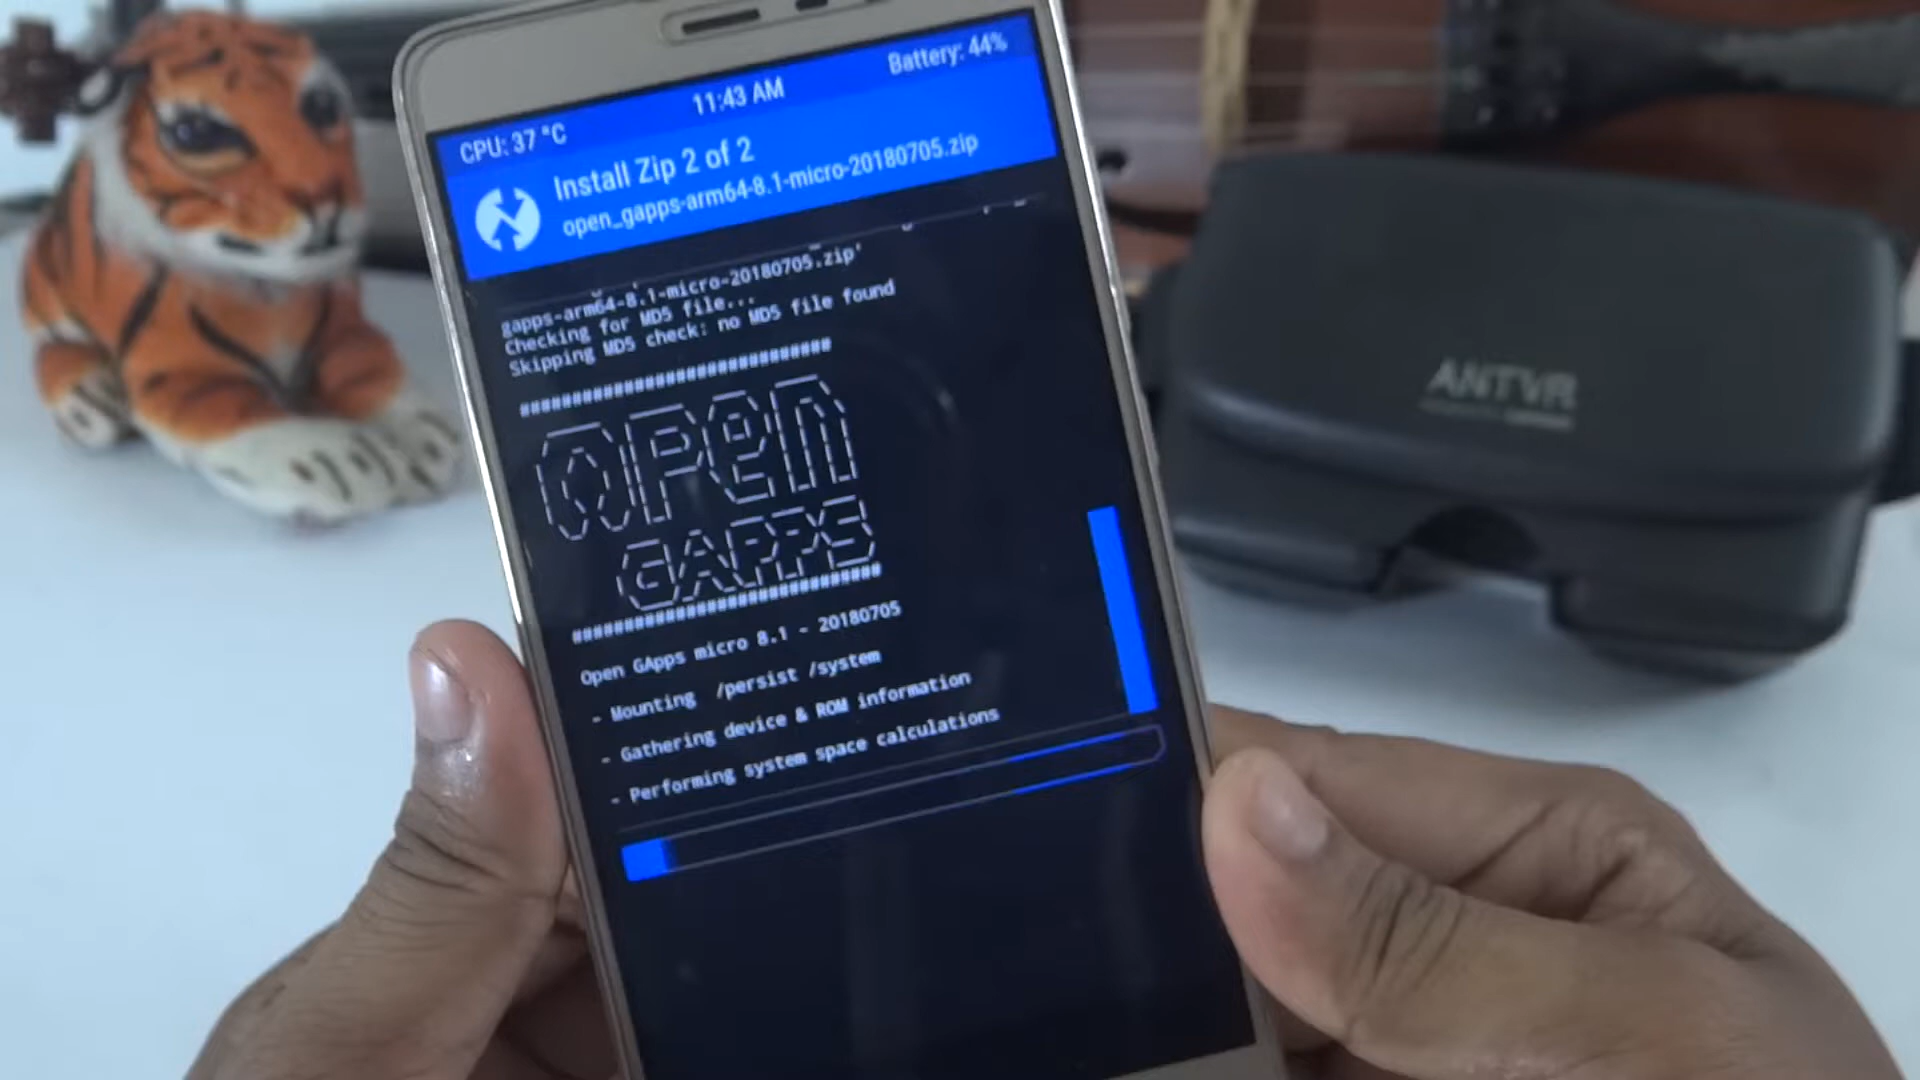 Battery: 44%
11:43 AM
CPU: 37 °C
Install Zip 2 of 2
open_gapps-arm64-8.1-micro-20180705.zip
gapps-arm64-8.1-micro-20180705.zip'
Checking for MD5 file...
Skipping MD5 check: no MD5 file found
##############################
OPen
GAPPS
##############################
Open GApps micro 8.1 - 20180705
- Mounting /persist /system
- Gathering device & ROM information
- Performing system space calculations
ANTVR